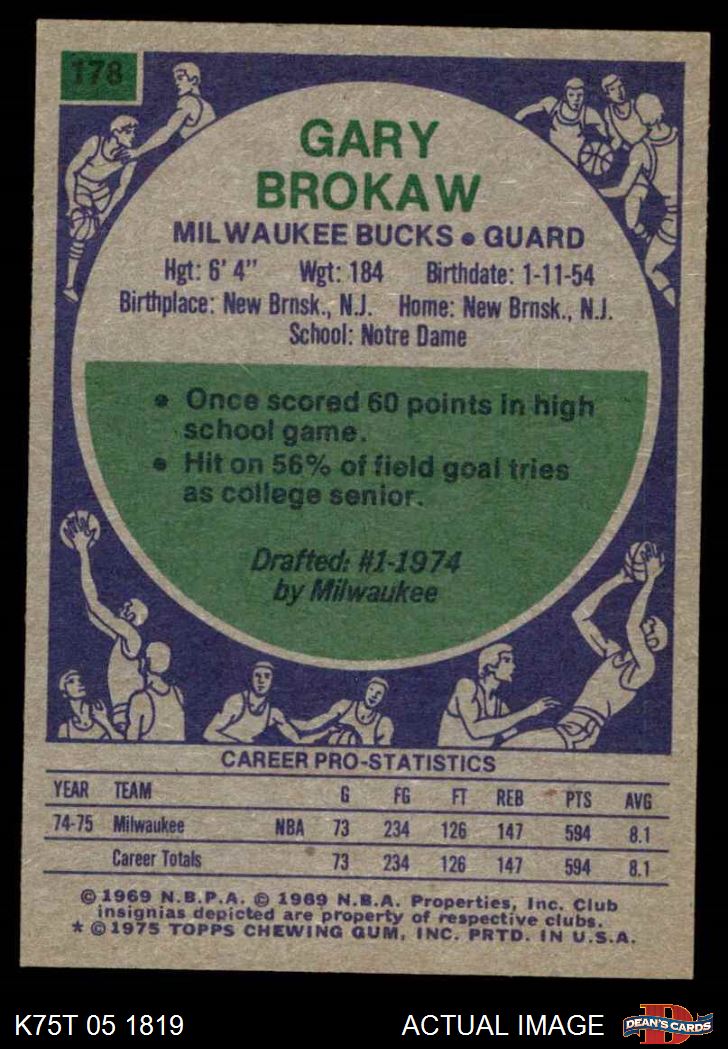 178
GARY
BROKAW
MILWAUKEE BUCKS • GUARD
Hgt: 6' 4" Wgt: 184 Birthdate: 1-11-54
Birthplace: New Brnsk., N.J. Home: New Brnsk., N.J.
School: Notre Dame
• Once scored 60 points in high
school game.
• Hit on 56% of field goal tries
as college senior.
Drafted: #1-1974
by Milwaukee
CAREER PRO-STATISTICS
YEAR TEAM G FG FT REB PTS AVG
74-75 Milwaukee NBA 73 234 126 147 594 8.1
Career Totals 73 234 126 147 594 8.1
© 1969 N.B.P.A. © 1969 N.B.A. Properties, Inc. Club
insignias depicted are property of respective clubs.
* © 1975 TOPPS CHEWING GUM, INC. PRTD. IN U.S.A.
K75T 05 1819 ACTUAL IMAGE D DEAN'S CARDS